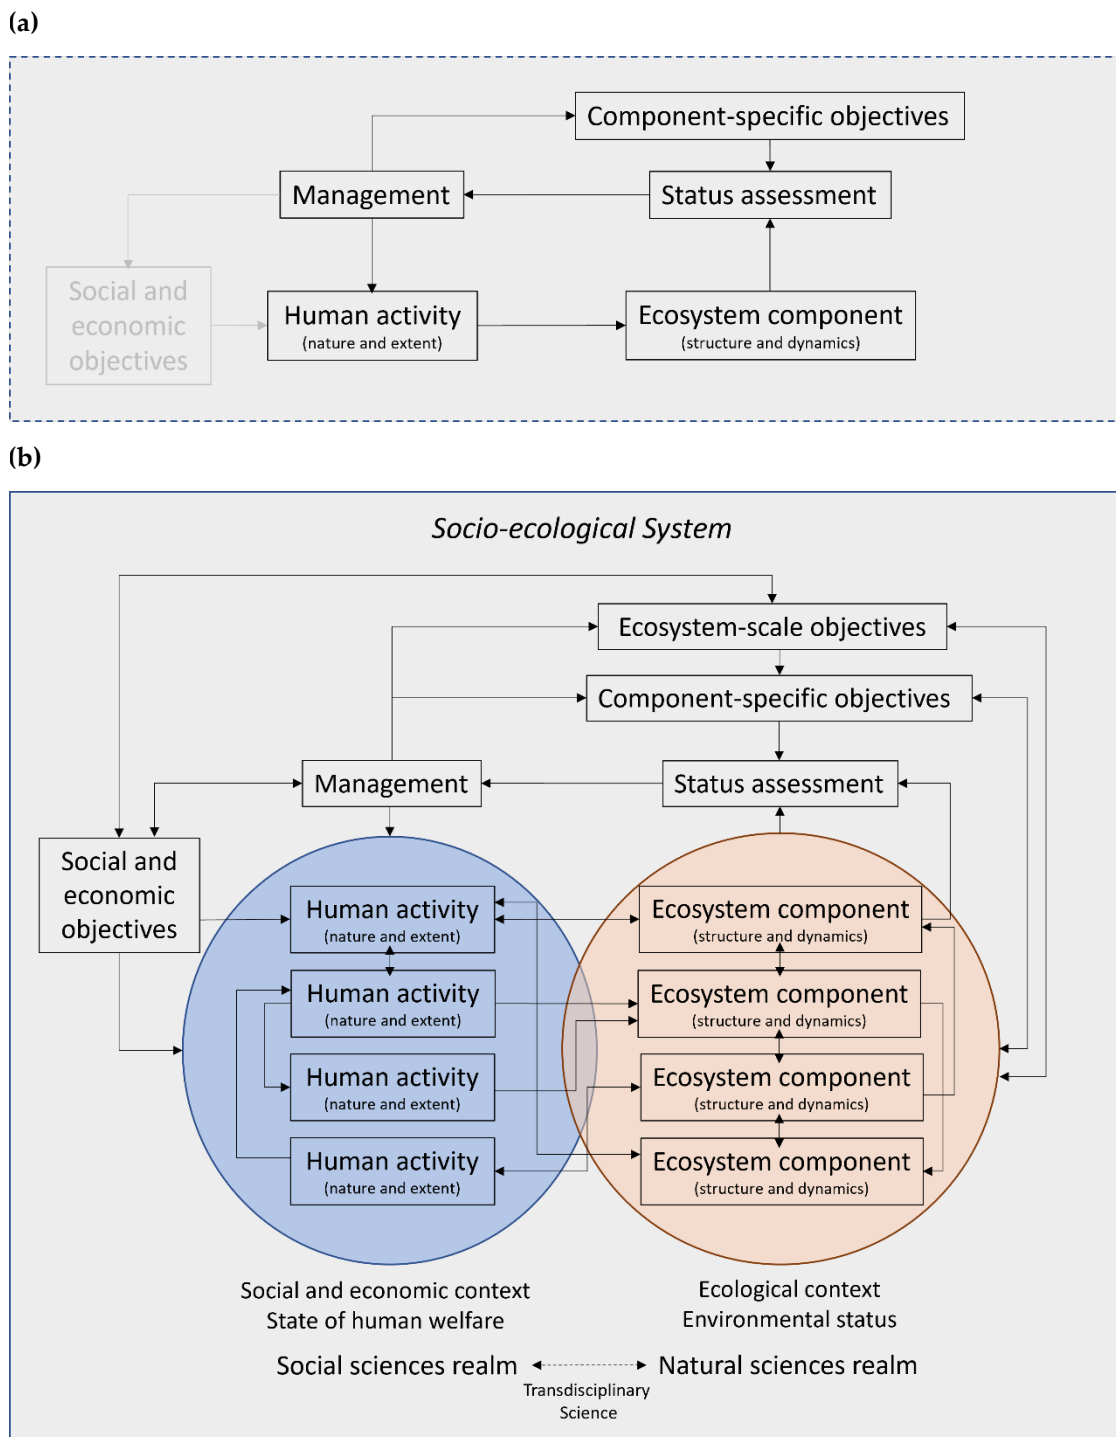 (a)
Component-specific objectives
Management
Status assessment
Social and
economic
objectives
Human activity
(nature and extent)
Ecosystem component
(structure and dynamics)
(b)
Socio-ecological System
Ecosystem-scale objectives
Component-specific objectives
Management
Status assessment
Social and
economic
objectives
Human activity
(nature and extent)
Ecosystem component
(structure and dynamics)
Human activity
(nature and extent)
Ecosystem component
(structure and dynamics)
Human activity
(nature and extent)
Ecosystem component
(structure and dynamics)
Human activity
(nature and extent)
Ecosystem component
(structure and dynamics)
Social and economic context
State of human welfare
Ecological context
Environmental status
Social sciences realm
Natural sciences realm
Transdisciplinary
Science